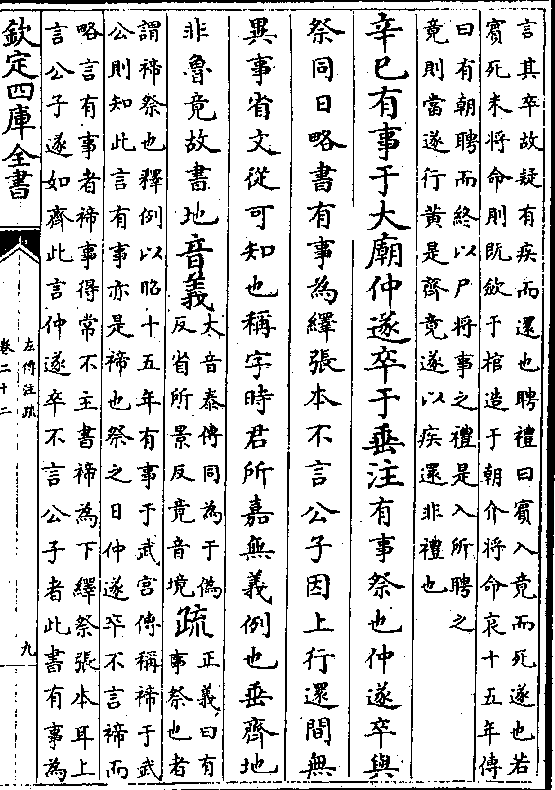 言其卒故疑有疾而還也聘禮曰賓入竟而死遂也若
賓死未將命則既斂于棺造于朝介將命哀十五年傳
曰有朝聘而終以尸將事之禮是入所聘之
竟則當遂行黃是齊竟遂以疾還非禮也
辛巳有事于大廟仲遂卒于垂注有事祭也仲遂卒與
祭同日略書有事為繹張本不言公子因上行還間無
異事省文從可知也稱字時君所嘉無義例也垂齊地
非魯竟故書地音義大音泰傳同為于偽
反省所景反竟音境疏正義曰有
事祭也者
謂禘祭也釋例以昭十五年有事于武宮傳稱禘于武
公則知此言有事亦是禘也祭之日仲遂卒不言禘而
略言有事者禘事得常不主書禘為下繹祭張本耳上
言公子遂如齊此言仲遂卒不言公子者此書有事為
欽定四庫全書
左傳注疏
卷二十二
九